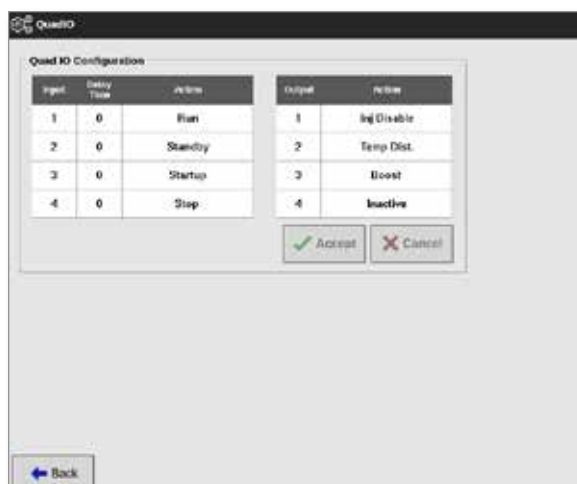 QuadIO
Quad IO Configuration
Input Delay Time Action
1 0 Run
2 0 Standby
3 0 Startup
4 0 Stop
Output Action
1 Inj Disable
2 Temp Dist.
3 Boost
4 Inactive
Accept Cancel
Back